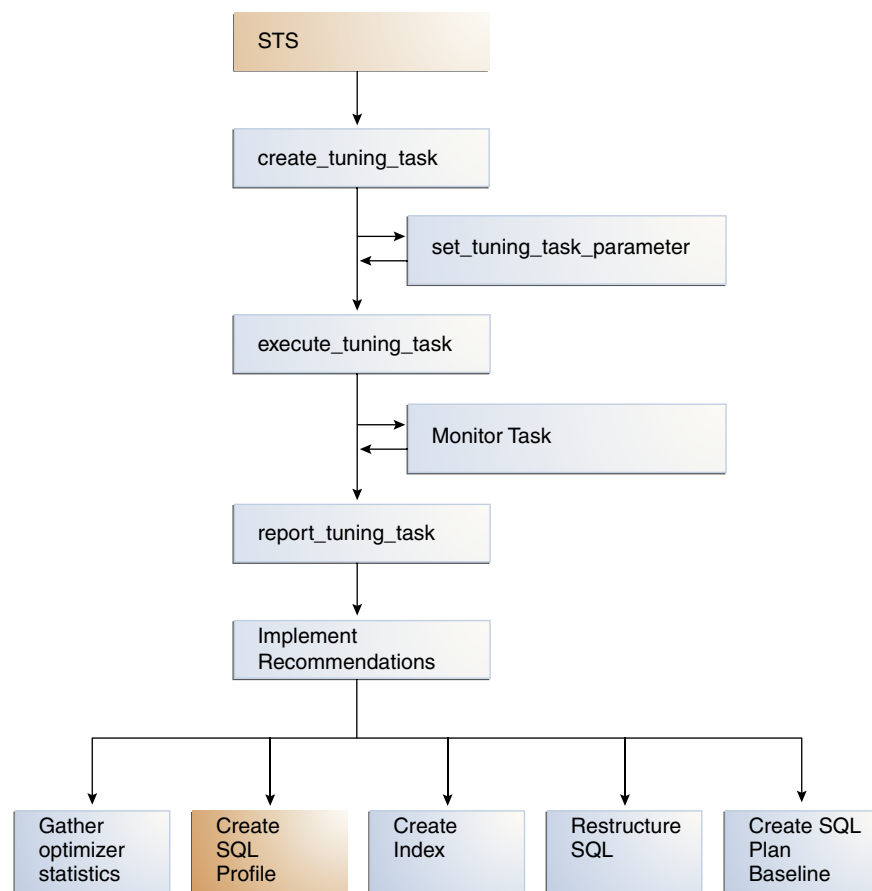 STS
create_tuning_task
set_tuning_task_parameter
execute_tuning_task
Monitor Task
report_tuning_task
Implement
Recommendations
Gather
optimizer
statistics
Create
SQL
Profile
Create
Index
Restructure
SQL
Create SQL
Plan
Baseline